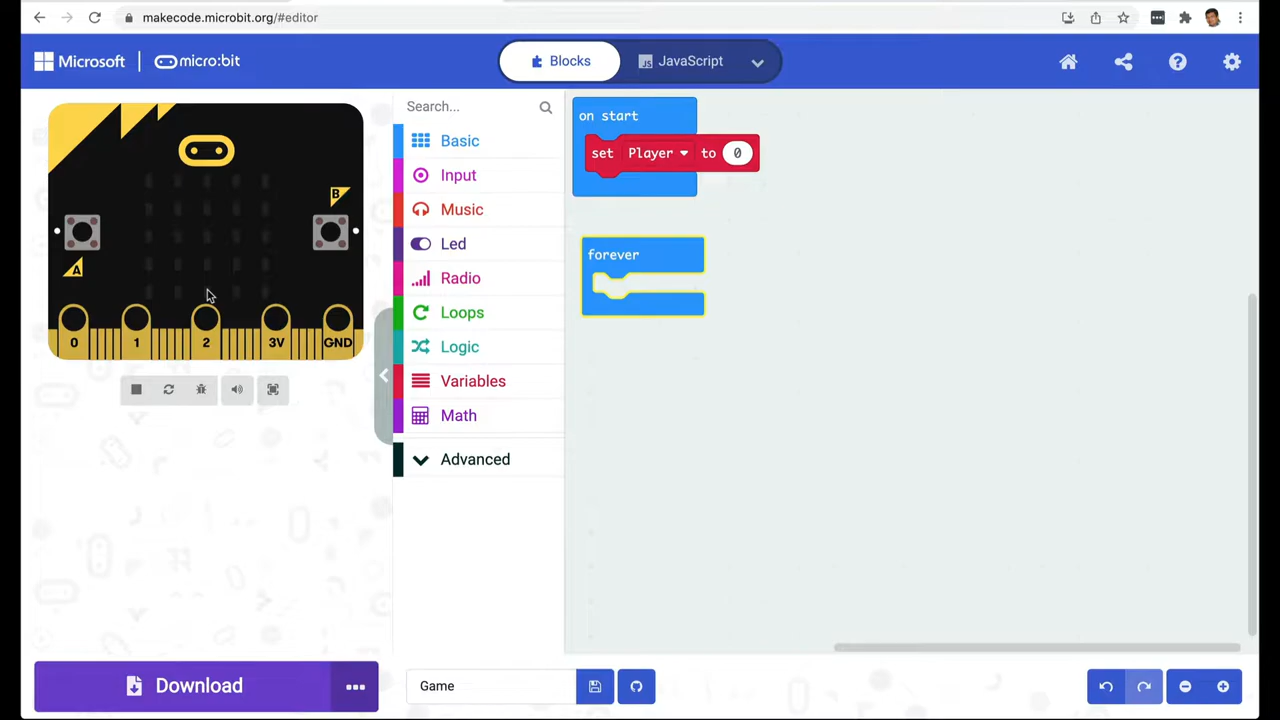 makecode.microbit.org/#editor
Microsoft
micro:bit
Blocks
JS
JavaScript
B
A
0
1
2
3V
GND
Search...
Basic
Input
Music
Led
Radio
Loops
Logic
Variables
Math
Advanced
on start
set Player to 0
forever
Download
Game